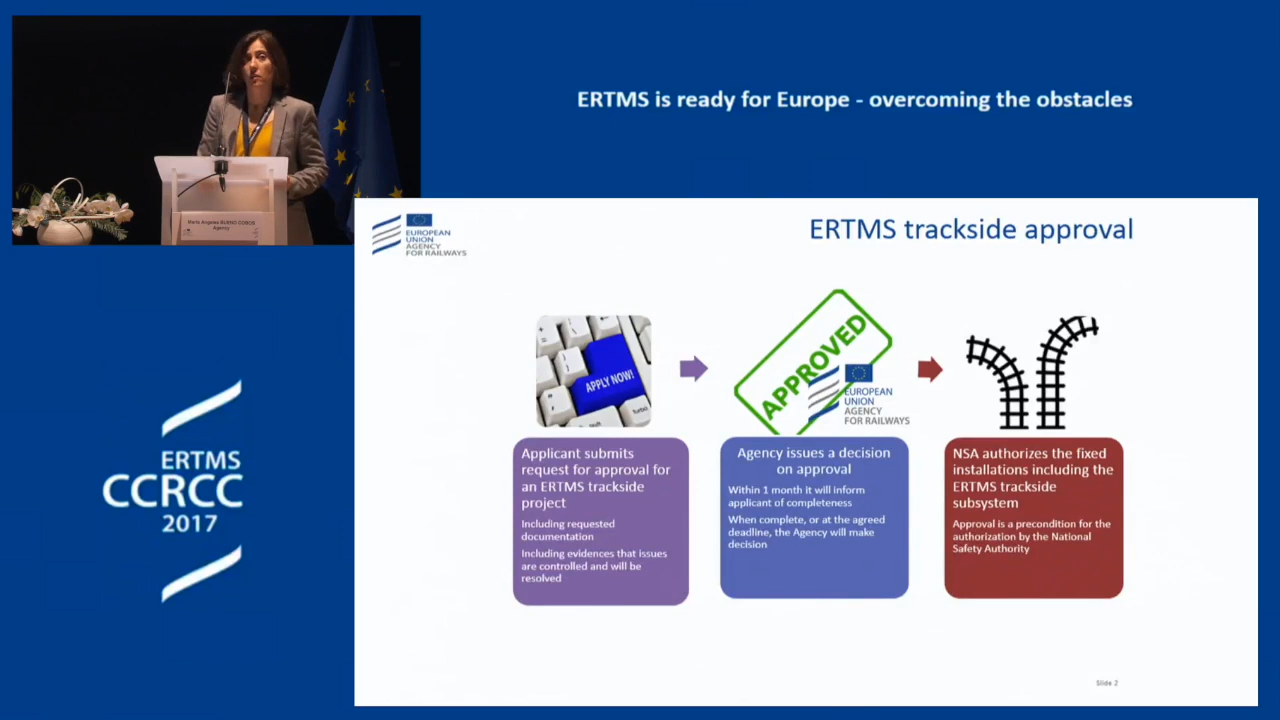 ERTMS is ready for Europe - overcoming the obstacles
Agency
EUROPEAN
UNION
AGENCY
FOR RAILWAYS
ERTMS trackside approval
APPLY NOW!
APPROVED
EUROPEAN
UNION
AGENCY
FOR RAILWAYS
Applicant submits
request for approval for
an ERTMS trackside
project
Including requested
documentation
Including evidences that issues
are controlled and will be
resolved
Agency issues a decision
on approval
Within 1 month it will inform
applicant of completeness
When complete, or at the agreed
deadline, the Agency will make
decision
NSA authorizes the fixed
installations including the
ERTMS trackside
subsystem
Approval is a precondition for the
authorization by the National
Safety Authority
ERTMS
CCRCC
2017
Slide 2